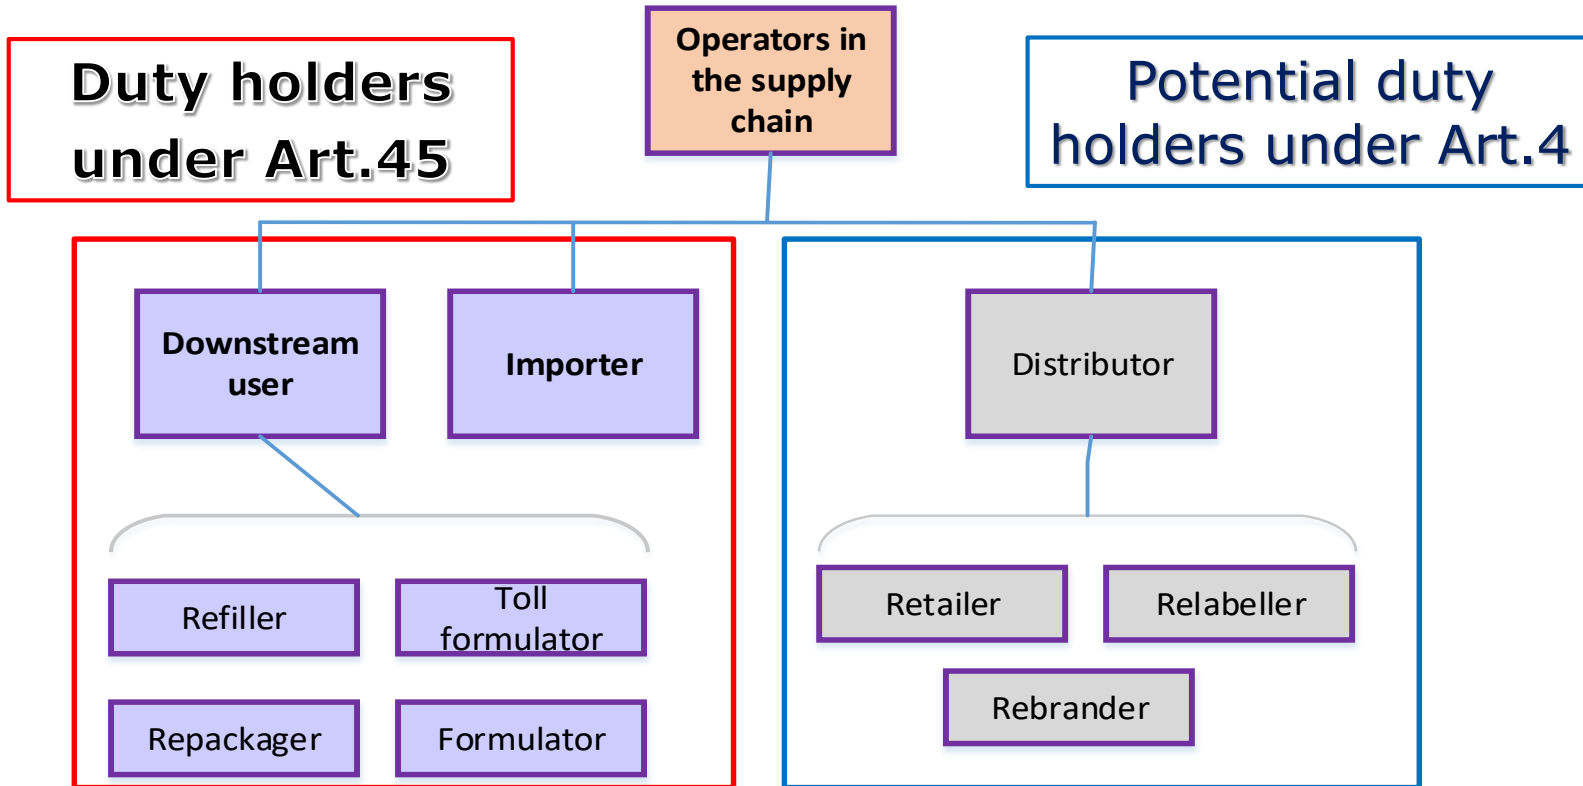 Duty holders
under Art.45
Operators in
the supply
chain
Potential duty
holders under Art.4
Downstream
user
Importer
Distributor
Refiller
Toll
formulator
Repackager
Formulator
Retailer
Relabeller
Rebrander